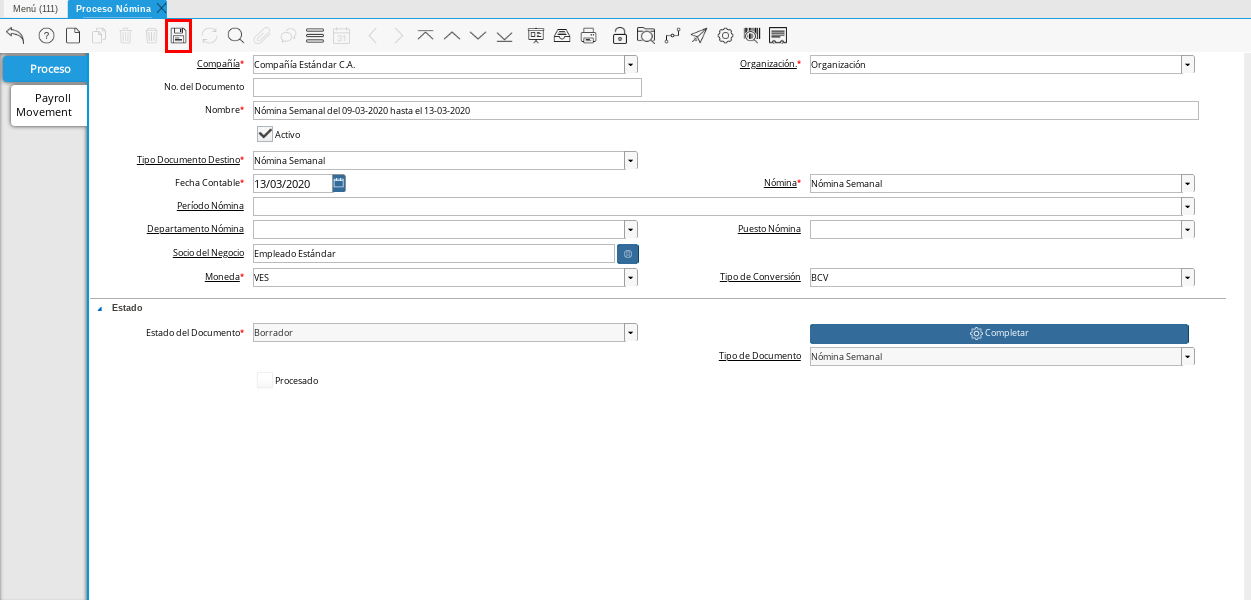 Menú (111) Proceso Nómina
31
Proceso
Payroll
Movement
Compañía* Compañía Estándar C.A. Organización.* Organización
No. del Documento
Nombre* Nómina Semanal del 09-03-2020 hasta el 13-03-2020
Activo
Tipo Documento Destino* Nómina Semanal
Fecha Contable* 13/03/2020 Nómina* Nómina Semanal
Período Nómina
Departamento Nómina Puesto Nómina
Socio del Negocio Empleado Estándar
Moneda* VES Tipo de Conversión BCV
Estado
Estado del Documento* Borrador Completar
Tipo de Documento Nómina Semanal
Procesado